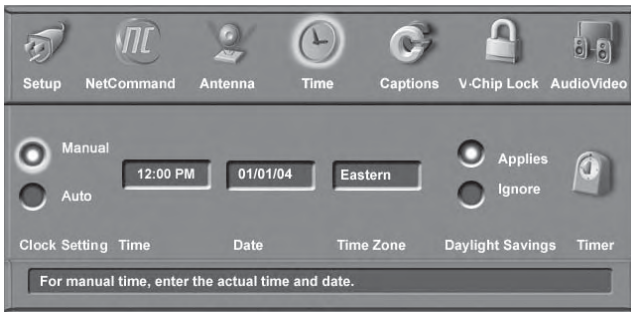 NC
Setup NetCommand Antenna Time Captions V-Chip Lock AudioVideo
Manual
Applies
12:00 PM 01/01/04 Eastern
Auto
Ignore
Clock Setting Time Date Time Zone Daylight Savings Timer
For manual time, enter the actual time and date.